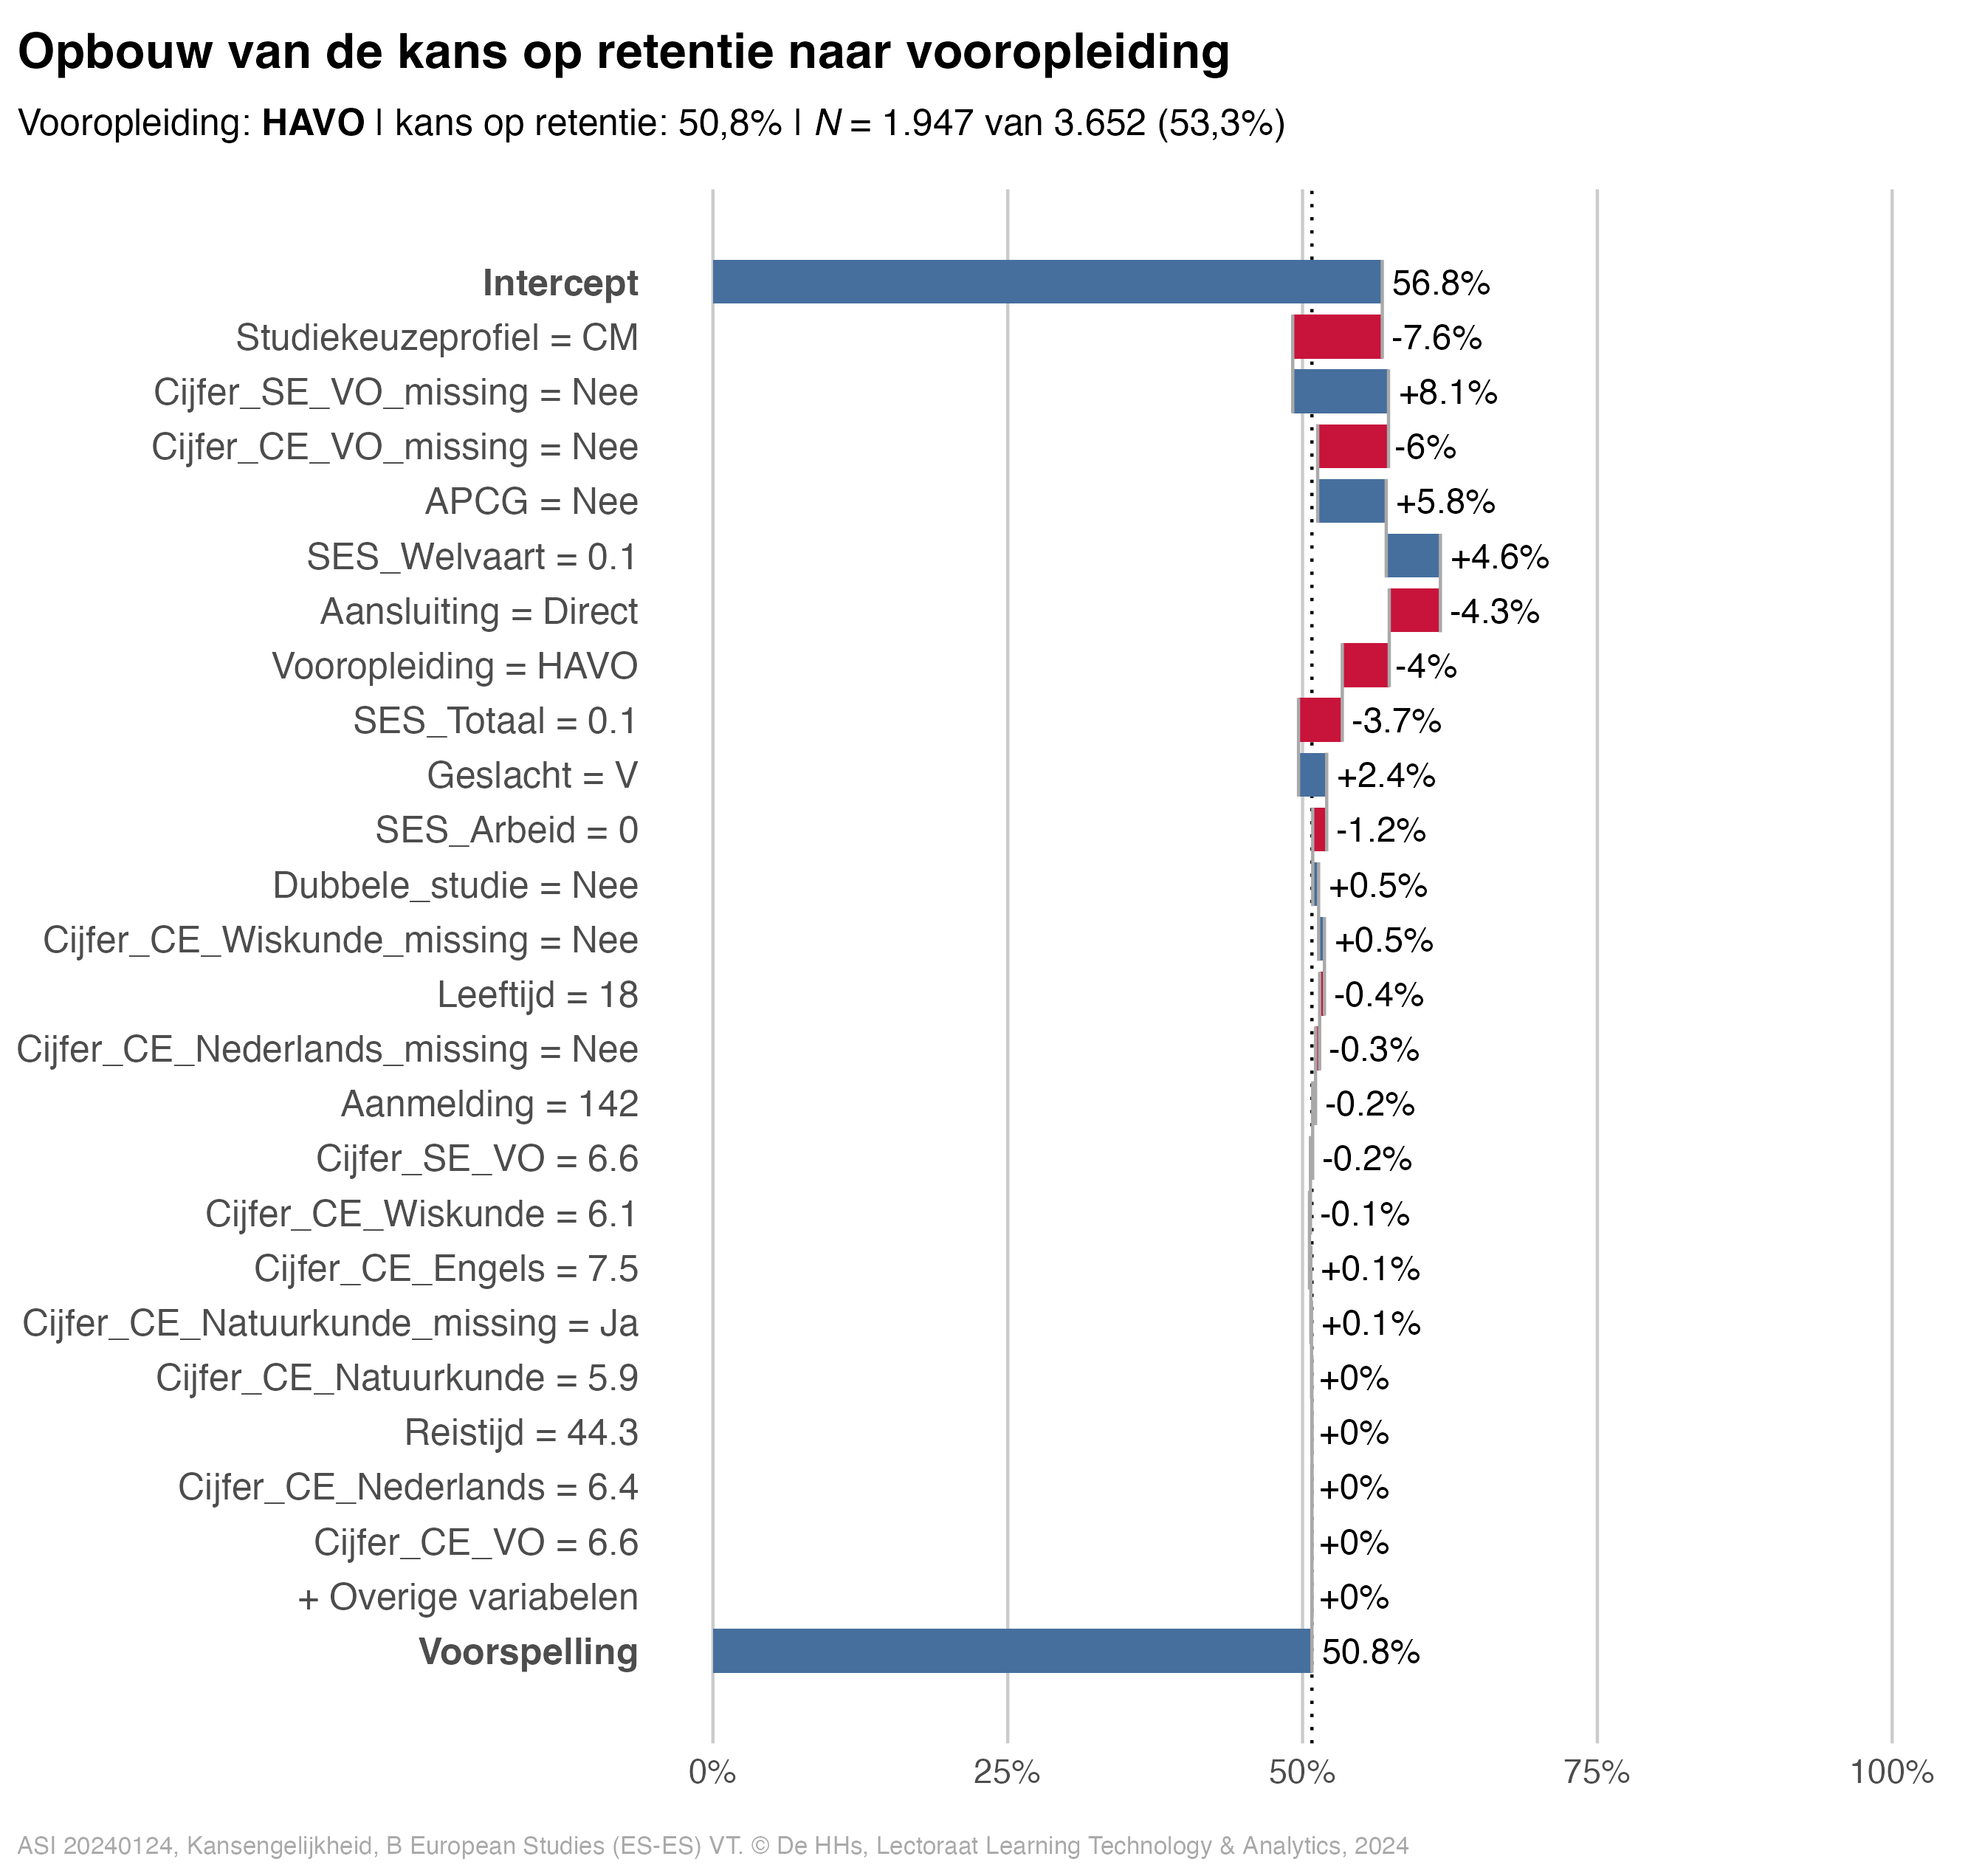 Opbouw van de kans op retentie naar vooropleiding
Vooropleiding: HAVO | kans op retentie: 50,8% | N = 1.947 van 3.652 (53,3%)
Intercept 56.8%
Studiekeuzeprofiel = CM -7.6%
Cijfer_SE_VO_missing = Nee +8.1%
Cijfer_CE_VO_missing = Nee -6%
APCG = Nee +5.8%
SES_Welvaart = 0.1 +4.6%
Aansluiting = Direct -4.3%
Vooropleiding = HAVO -4%
SES_Totaal = 0.1 -3.7%
Geslacht = V +2.4%
SES_Arbeid = 0 -1.2%
Dubbele_studie = Nee +0.5%
Cijfer_CE_Wiskunde_missing = Nee +0.5%
Leeftijd = 18 -0.4%
Cijfer_CE_Nederlands_missing = Nee -0.3%
Aanmelding = 142 -0.2%
Cijfer_SE_VO = 6.6 -0.2%
Cijfer_CE_Wiskunde = 6.1 -0.1%
Cijfer_CE_Engels = 7.5 +0.1%
Cijfer_CE_Natuurkunde_missing = Ja +0.1%
Cijfer_CE_Natuurkunde = 5.9 +0%
Reistijd = 44.3 +0%
Cijfer_CE_Nederlands = 6.4 +0%
Cijfer_CE_VO = 6.6 +0%
+ Overige variabelen +0%
Voorspelling 50.8%
0% 25% 50% 75% 100%
ASI 20240124, Kansengelijkheid, B European Studies (ES-ES) VT. © De HHs, Lectoraat Learning Technology & Analytics, 2024